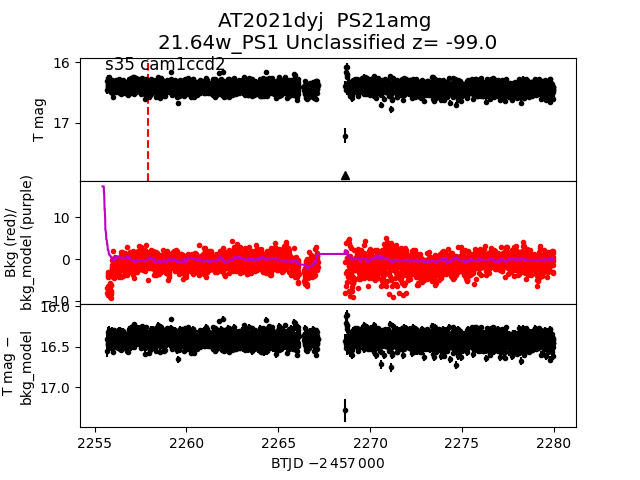 AT2021dyj  PS21amg
21.64w_PS1 Unclassified z= -99.0
s35 cam1ccd2
16
17
T mag
10
0
−10
Bkg (red)/
bkg_model (purple)
16.0
16.5
17.0
T mag −
bkg_model
2255
2260
2265
2270
2275
2280
BTJD −2 457 000